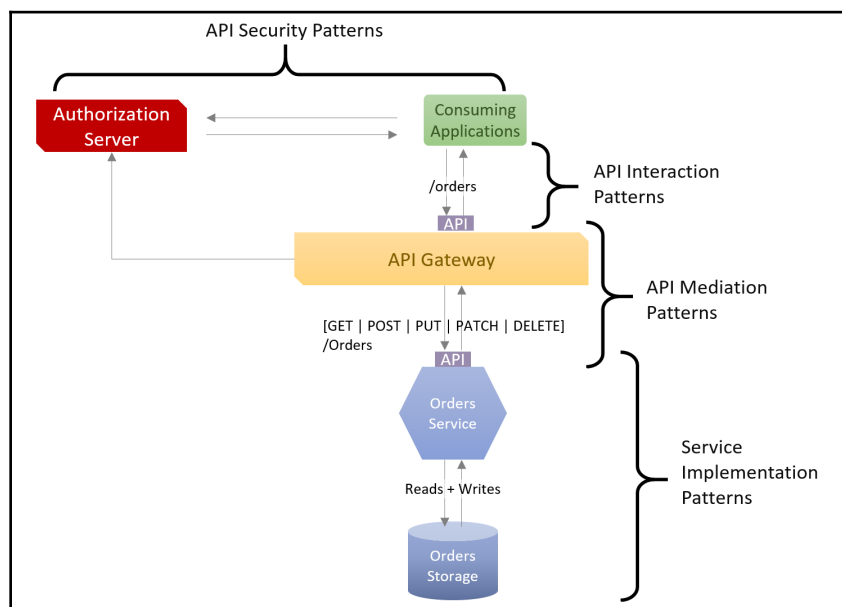 API Security Patterns
Authorization
Server
Consuming
Applications
/orders
API Interaction
Patterns
API
API Gateway
API Mediation
Patterns
[GET | POST | PUT | PATCH | DELETE]
/Orders
API
Orders
Service
Service
Implementation
Patterns
Reads + Writes
Orders
Storage